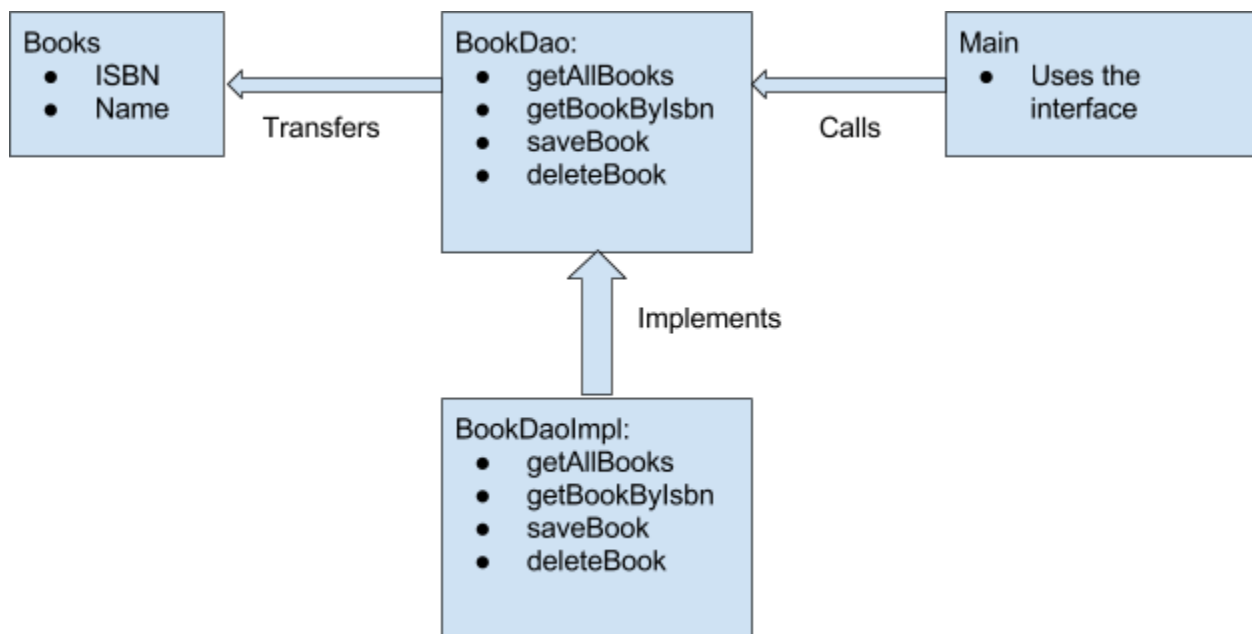 Books
● ISBN
● Name
Transfers
BookDao:
● getAllBooks
● getBookByIsbn
● saveBook
● deleteBook
Calls
Main
● Uses the
interface
Implements
BookDaoImpl:
● getAllBooks
● getBookByIsbn
● saveBook
● deleteBook